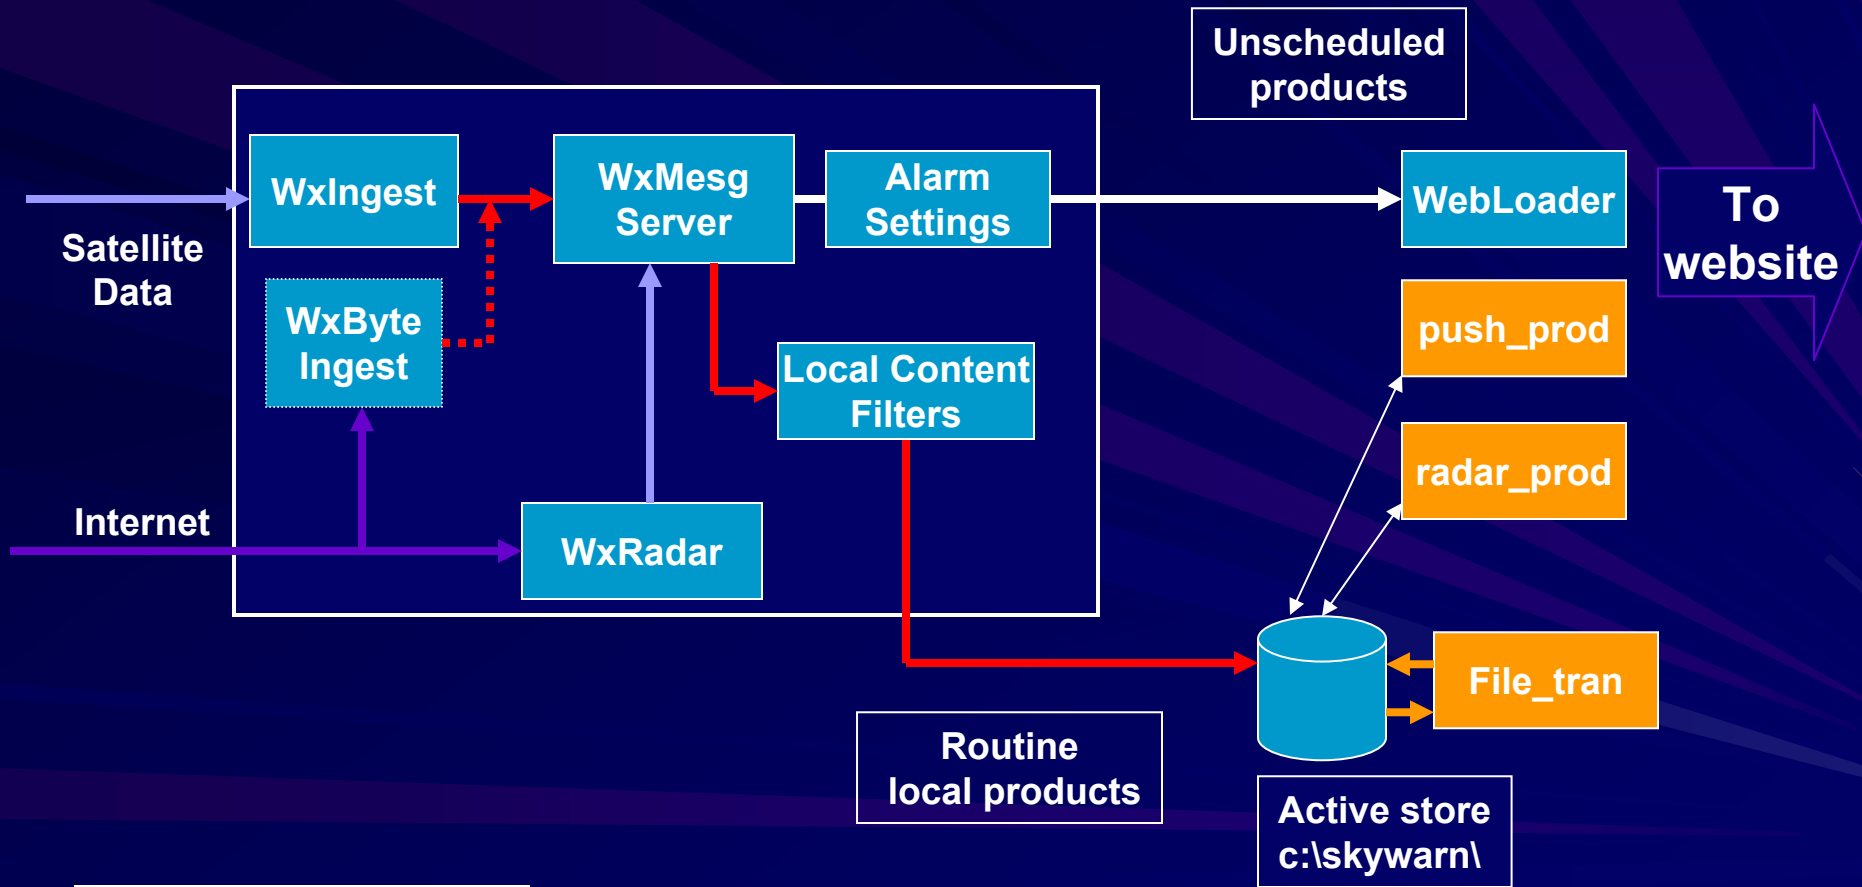 Unscheduled
products
WxIngest
WxMesg
Server
Alarm
Settings
WebLoader
To
website
Satellite
Data
WxByte
Ingest
push_prod
Local Content
Filters
radar_prod
Internet
WxRadar
File_tran
Routine
local products
Active store
c:\skywarn\